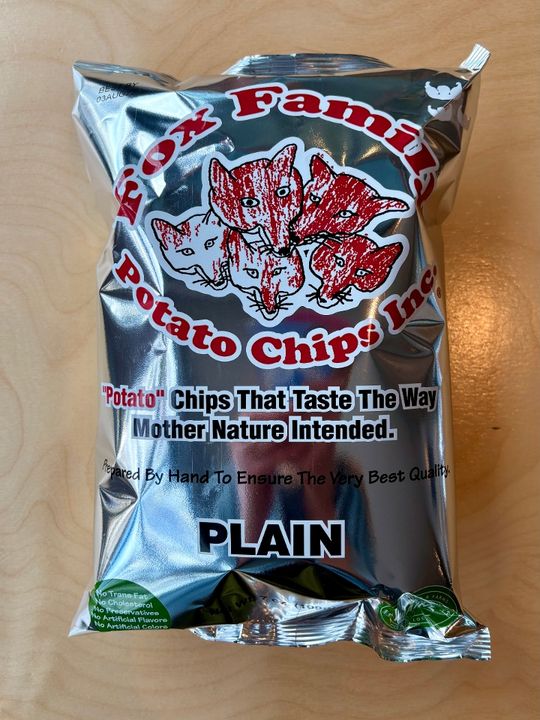 Fox Family
Potato Chips Inc.
"Potato" Chips That Taste The Way
Mother Nature Intended.
Prepared By Hand To Ensure The Very Best Quality.
PLAIN
No Trans Fat
No Cholesterol
No Preservatives
No Artificial Flavors
No Artificial Colors